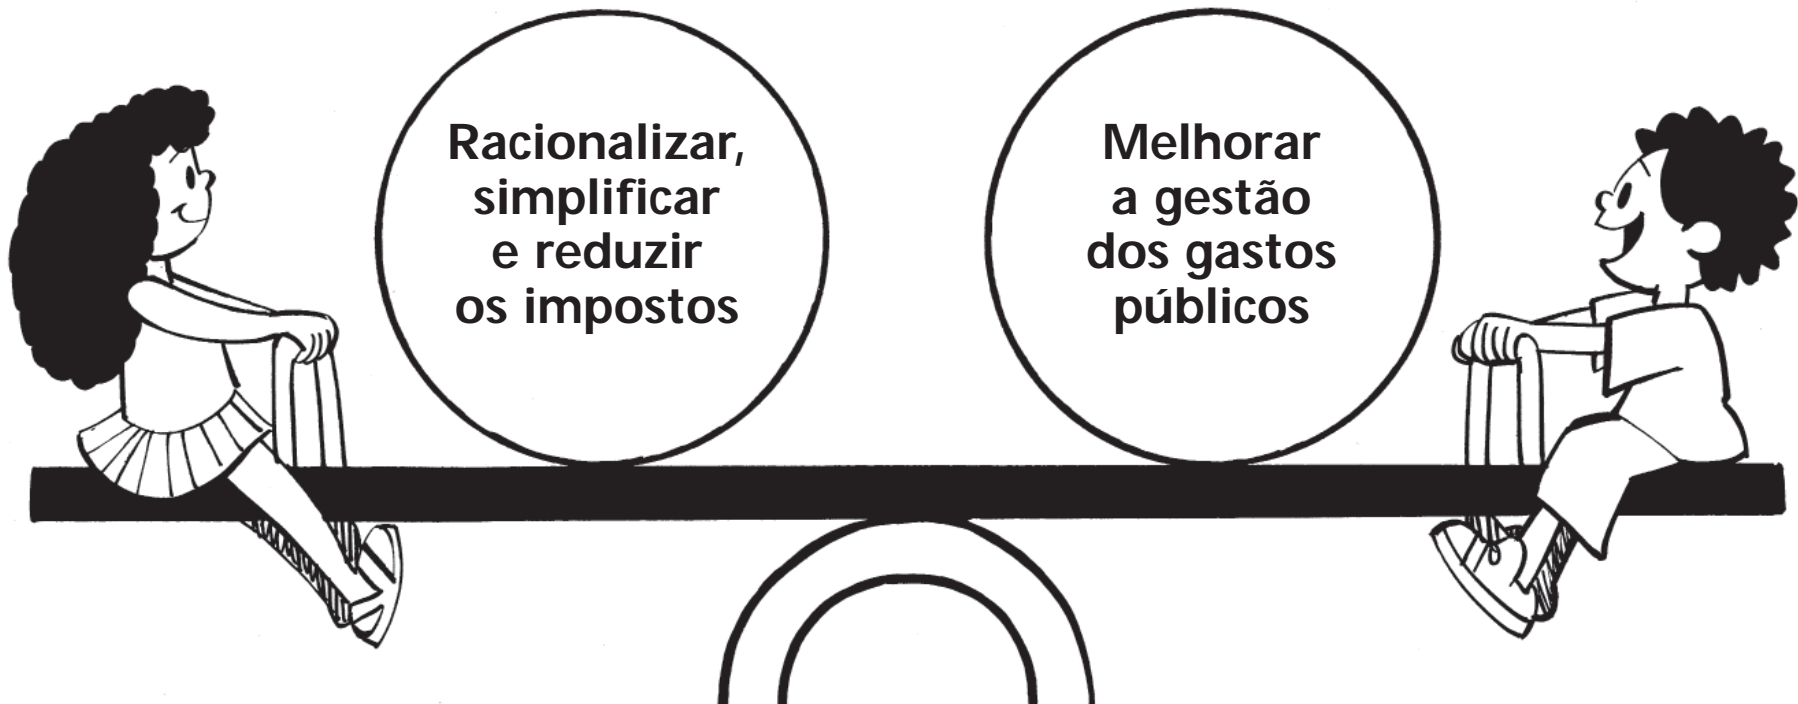 Racionalizar,
simplificar
e reduzir
os impostos
Melhorar
a gestão
dos gastos
públicos